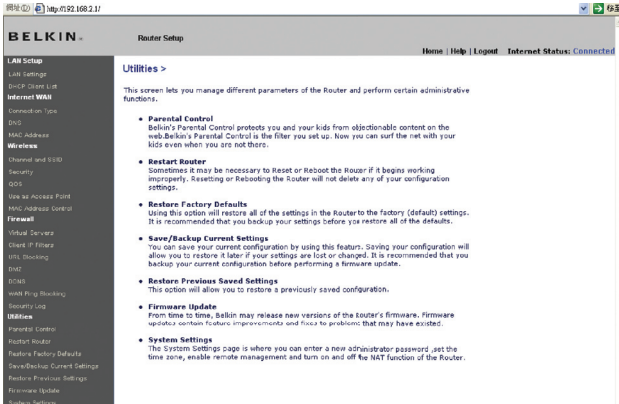 網址(D) http://192.168.2.1/ 移至
BELKIN® Router Setup
Home | Help | Logout Internet Status: Connected
LAN Setup
LAN Settings
DHCP Client List
Internet WAN
Connection Type
DNS
MAC Address
Wireless
Channel and SSID
Security
QOS
Use as Access Point
MAC Address Control
Firewall
Virtual Servers
Client IP Filters
URL Blocking
DMZ
DDNS
WAN Ping Blocking
Security Log
Utilities
Parental Control
Restart Router
Restore Factory Defaults
Save/Backup Current Settings
Restore Previous Settings
Firmware Update
System Settings
Utilities >
This screen lets you manage different parameters of the Router and perform certain administrative
functions.
• Parental Control
Belkin's Parental Control protects you and your kids from objectionable content on the
web.Belkin's Parental Control is the filter you set up. Now you can surf the net with your
kids even when you are not there.
• Restart Router
Sometimes it may be necessary to Reset or Reboot the Router if it begins working
improperly. Resetting or Rebooting the Router will not delete any of your configuration
settings.
• Restore Factory Defaults
Using this option will restore all of the settings in the Router to the factory (default) settings.
It is recommended that you backup your settings before you restore all of the defaults.
• Save/Backup Current Settings
You can save your current configuration by using this feature. Saving your configuration will
allow you to restore it later if your settings are lost or changed. It is recommended that you
backup your current configuration before performing a firmware update.
• Restore Previous Saved Settings
This option will allow you to restore a previously saved configuration.
• Firmware Update
From time to time, Belkin may release new versions of the Router's firmware. Firmware
updates contain feature improvements and fixes to problems that may have existed.
• System Settings
The System Settings page is where you can enter a new administrator password ,set the
time zone, enable remote management and turn on and off the NAT function of the Router.